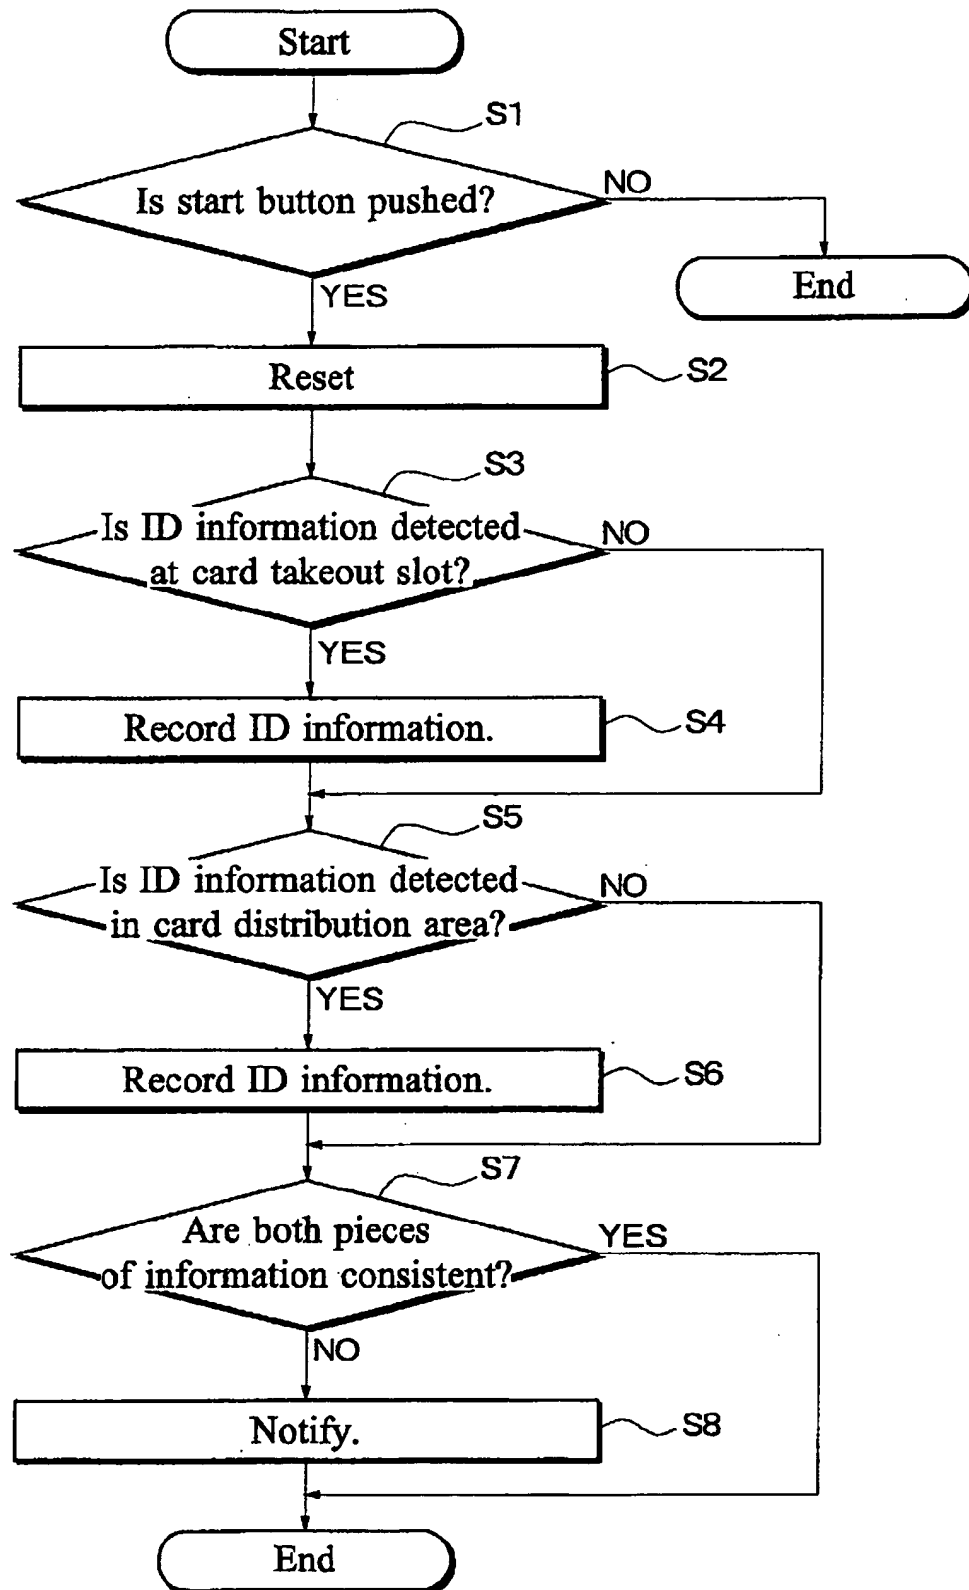 Start
S1
Is start button pushed?
NO
End
YES
Reset
S2
S3
Is ID information detected
at card takeout slot?
NO
YES
Record ID information.
S4
S5
Is ID information detected
in card distribution area?
NO
YES
Record ID information.
S6
S7
Are both pieces
of information consistent?
YES
NO
Notify.
S8
End